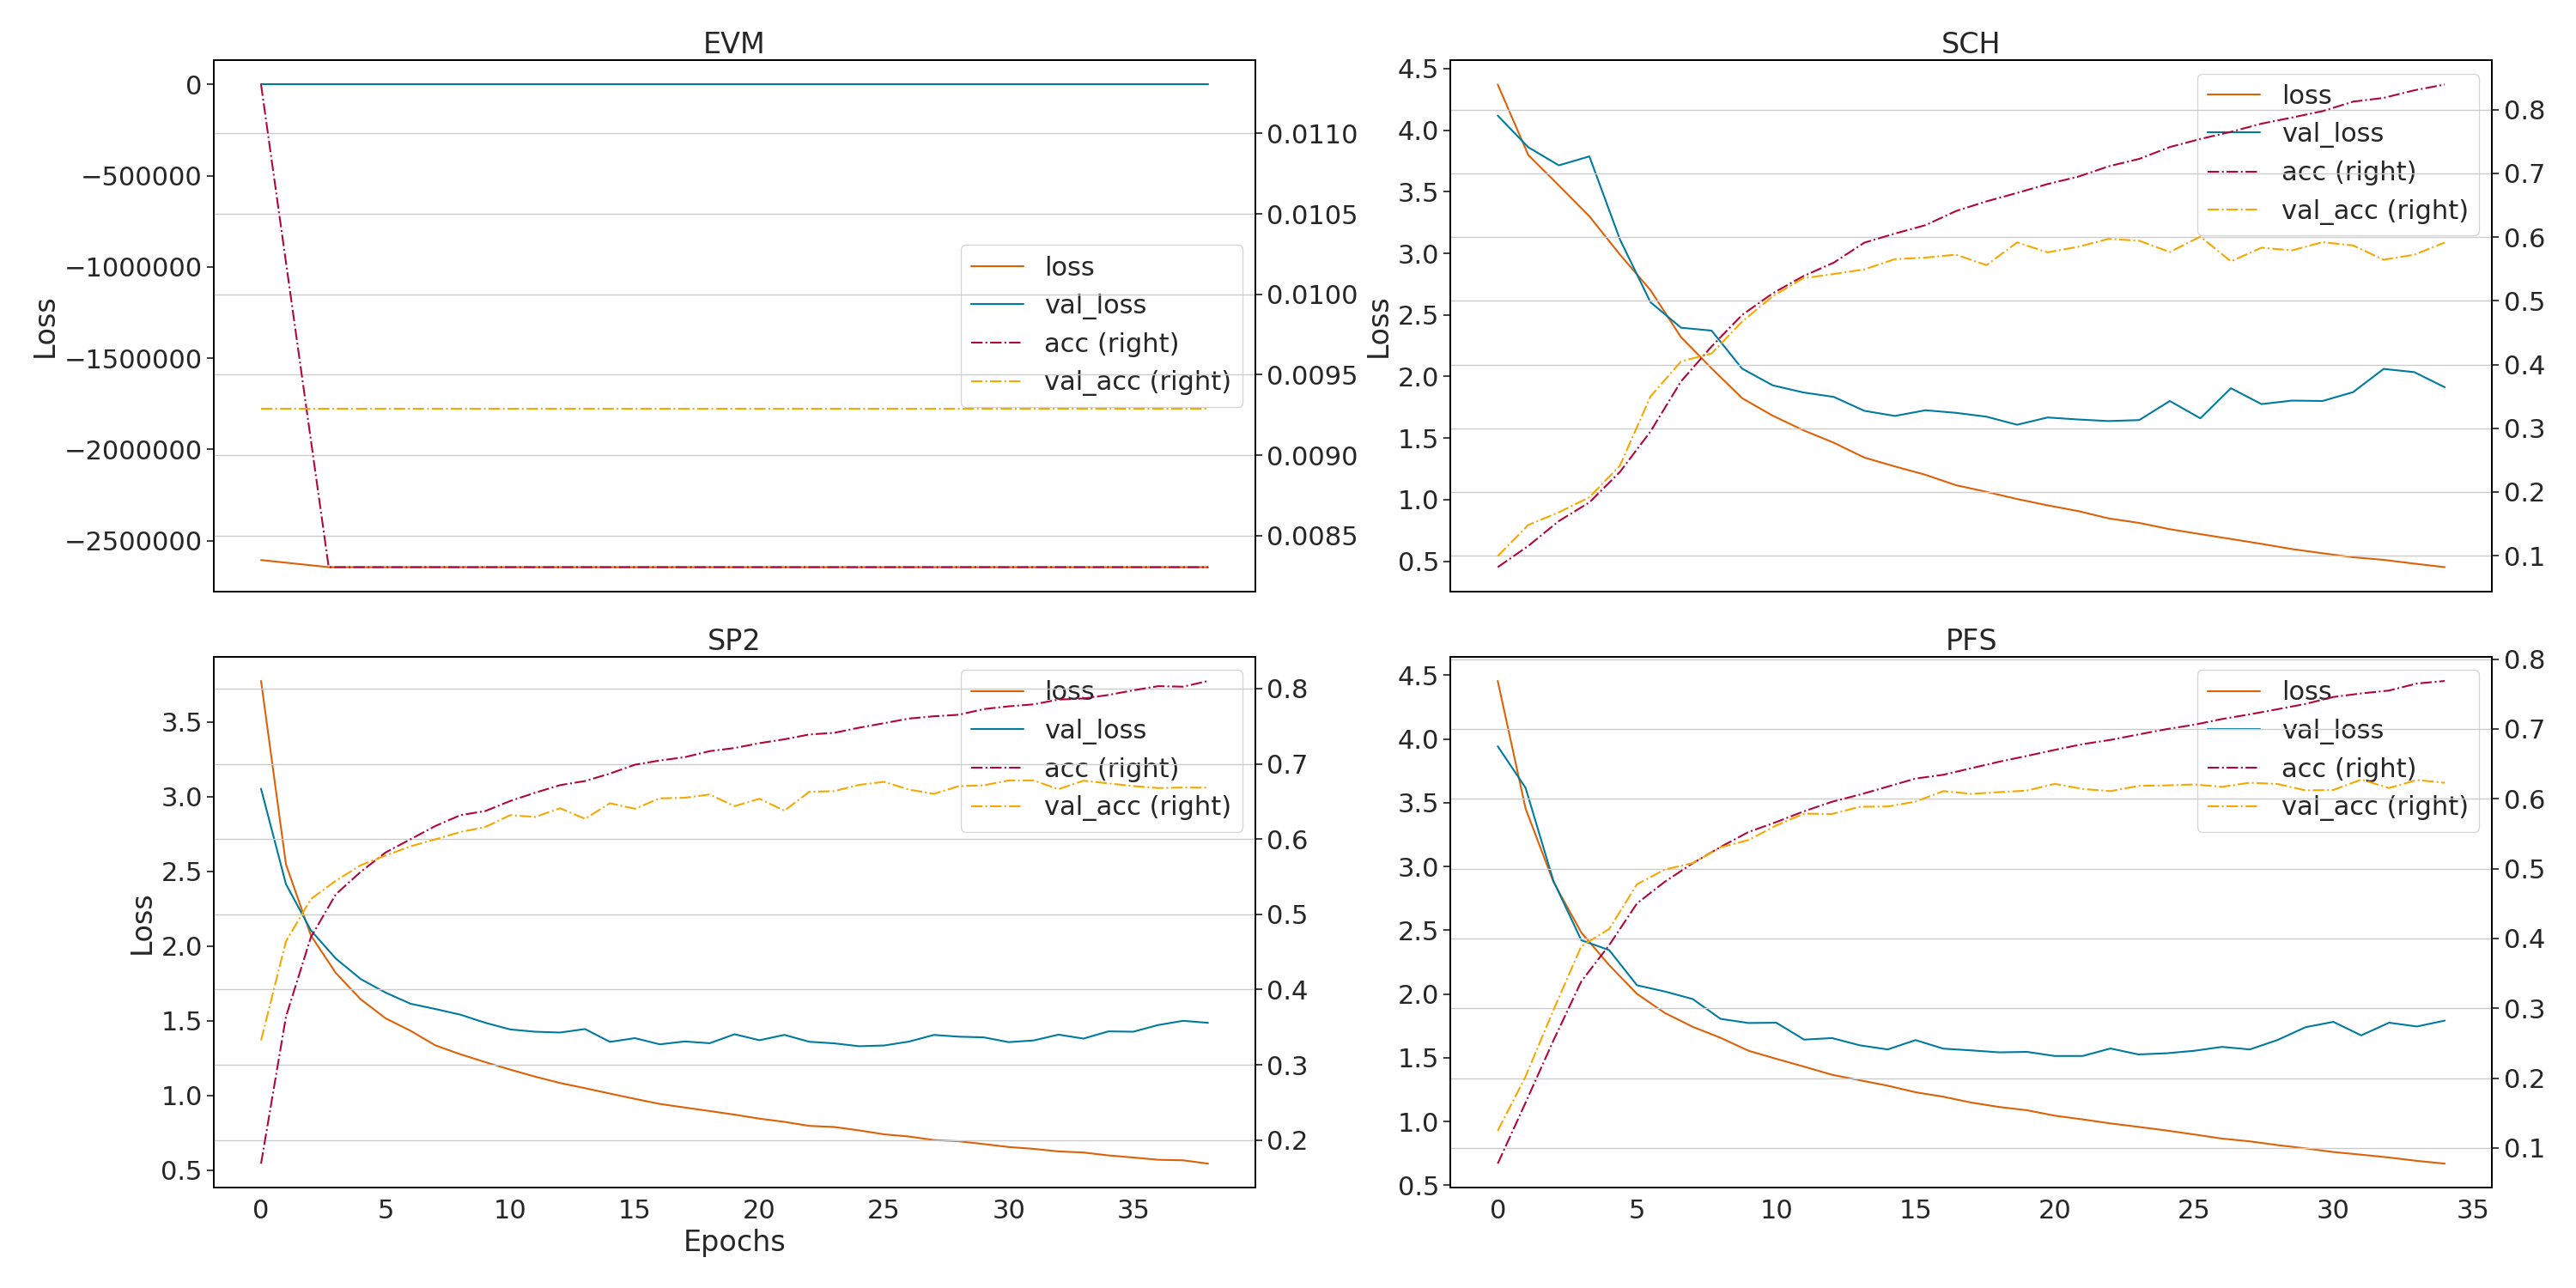 EVM
0
−500000
−1000000
−1500000
−2000000
−2500000
Loss
0.0110
0.0105
0.0100
0.0095
0.0090
0.0085
loss
val_loss
acc (right)
val_acc (right)
SCH
4.5
4.0
3.5
3.0
2.5
2.0
1.5
1.0
0.5
Loss
0.8
0.7
0.6
0.5
0.4
0.3
0.2
0.1
loss
val_loss
acc (right)
val_acc (right)
SP2
3.5
3.0
2.5
2.0
1.5
1.0
0.5
Loss
0.8
0.7
0.6
0.5
0.4
0.3
0.2
loss
val_loss
acc (right)
val_acc (right)
0 5 10 15 20 25 30 35
Epochs
PFS
4.5
4.0
3.5
3.0
2.5
2.0
1.5
1.0
0.5
0.8
0.7
0.6
0.5
0.4
0.3
0.2
0.1
loss
val_loss
acc (right)
val_acc (right)
0 5 10 15 20 25 30 35